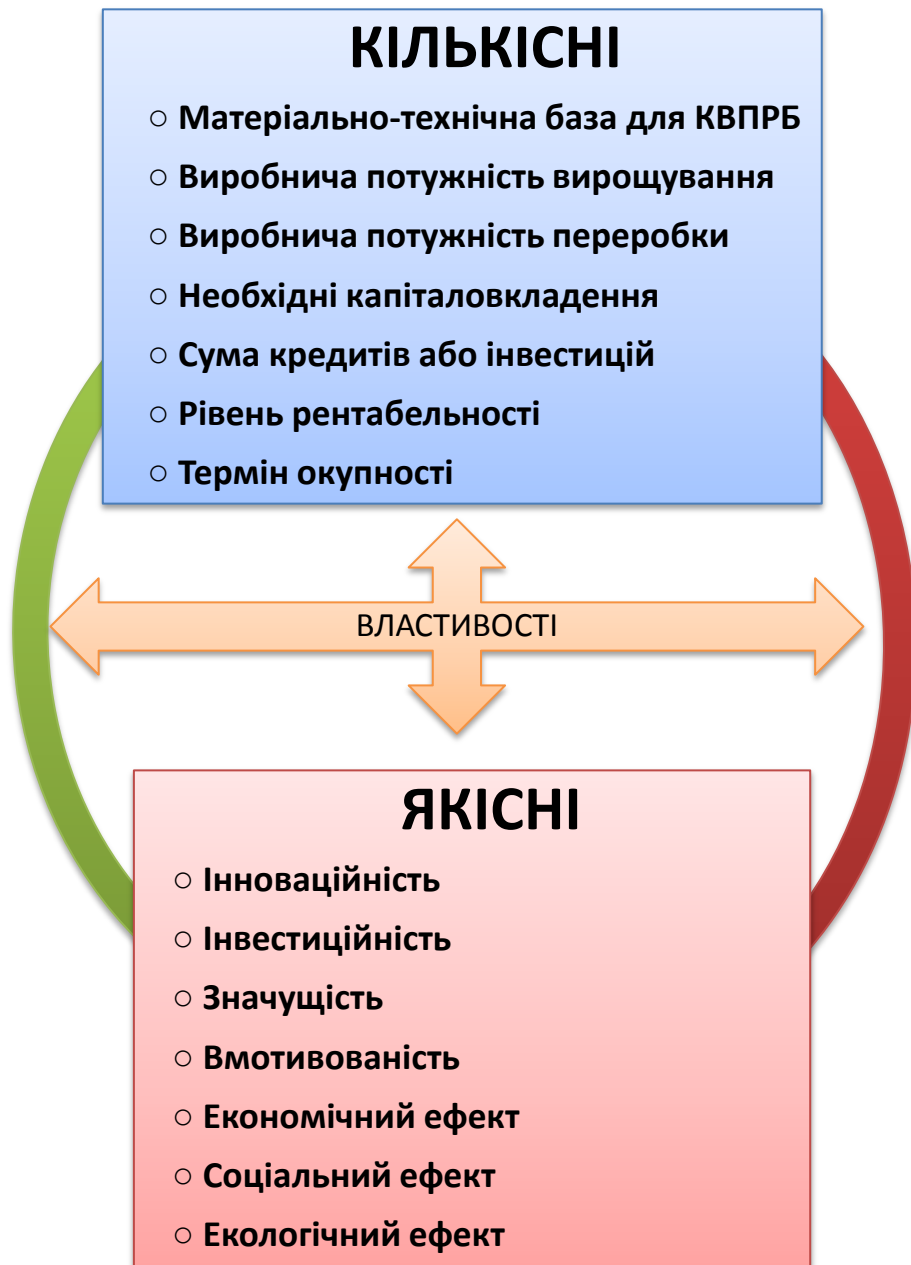 КІЛЬКІСНІ
○ Матеріально-технічна база для КВПРБ
○ Виробнича потужність вирощування
○ Виробнича потужність переробки
○ Необхідні капіталовкладення
○ Сума кредитів або інвестицій
○ Рівень рентабельності
○ Термін окупності
ВЛАСТИВОСТІ
ЯКІСНІ
○ Інноваційність
○ Інвестиційність
○ Значущість
○ Вмотивованість
○ Економічний ефект
○ Соціальний ефект
○ Екологічний ефект